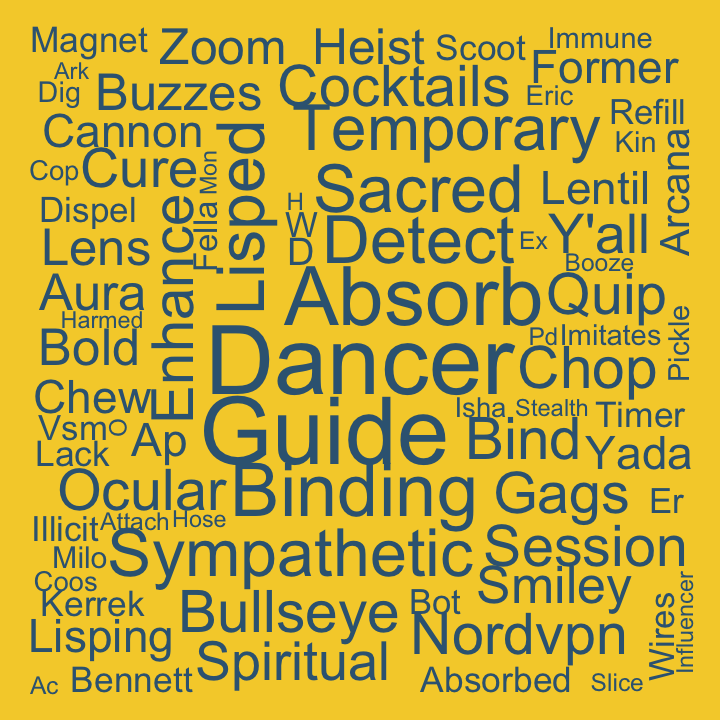 Magnet
Zoom
Heist
Scoot
Immune
Ark
Dig
Buzzes
Cocktails
Former
Eric
Cannon
Temporary
Refill
Kin
Cop
Cure
Mon
Lisped
Sacred
Lentil
Arcana
Dispel
Enhance
Fella
H
W
D
Detect
Ex
Y'all
Lens
Booze
Aura
Absorb
Quip
Harmed
Bold
Dancer
Pd
Imitates
Pickle
Chop
Chew
Guide
Isha
Stealth
Timer
Vsm
O
Ap
Bind
Yada
Lack
Ocular
Binding
Gags
Er
Illicit
Attach
Hose
Milo
Sympathetic
Session
Coos
Smiley
Kerrek
Bullseye
Bot
Wires
Influencer
Lisping
Nordvpn
Spiritual
Ac
Bennett
Absorbed
Slice